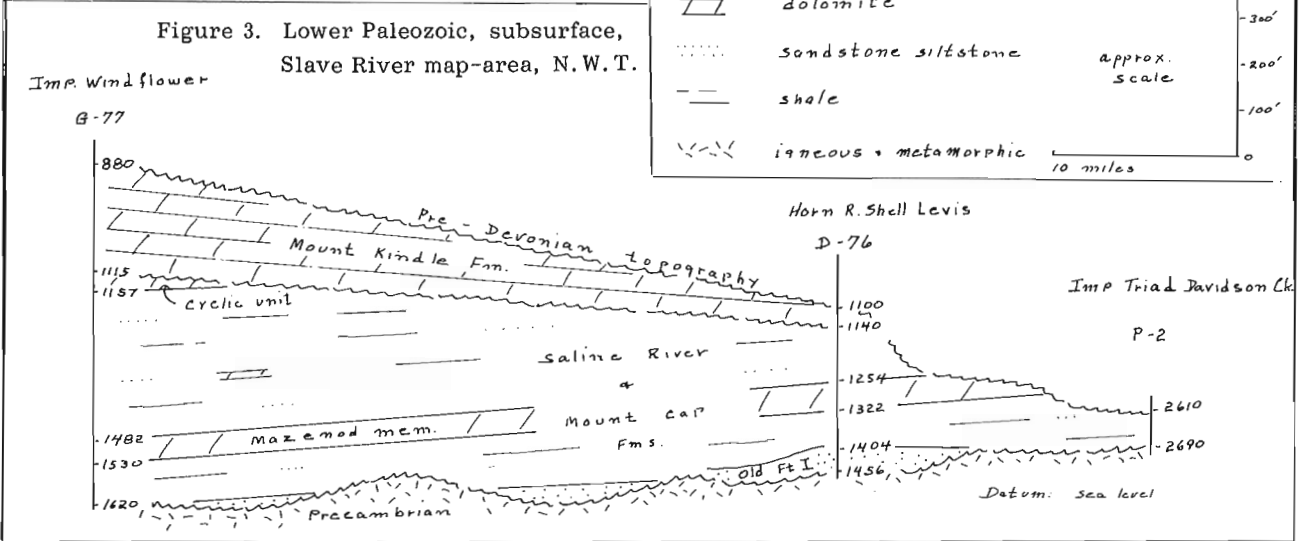 Figure 3. Lower Paleozoic, subsurface,
Slave River map-area, N.W.T.
dolomite
sandstone siltstone
shale
igneous + metamorphic
300'
200'
100'
0
approx.
scale
10 miles
Imp. Windflower
G-77
880
1115
1157
1482
1530
1620
Pre - Devonian topography
Mount Kindle Fm.
Cyclic unit
Saline River
&
Mount Cap
Fms.
Mazenod mem.
Old Ft I.
Precambrian
Horn R. Shell Levis
D-76
1100
1140
1254
1322
1404
1456
Imp Triad Davidson Ck.
P-2
2610
2690
Datum: sea level